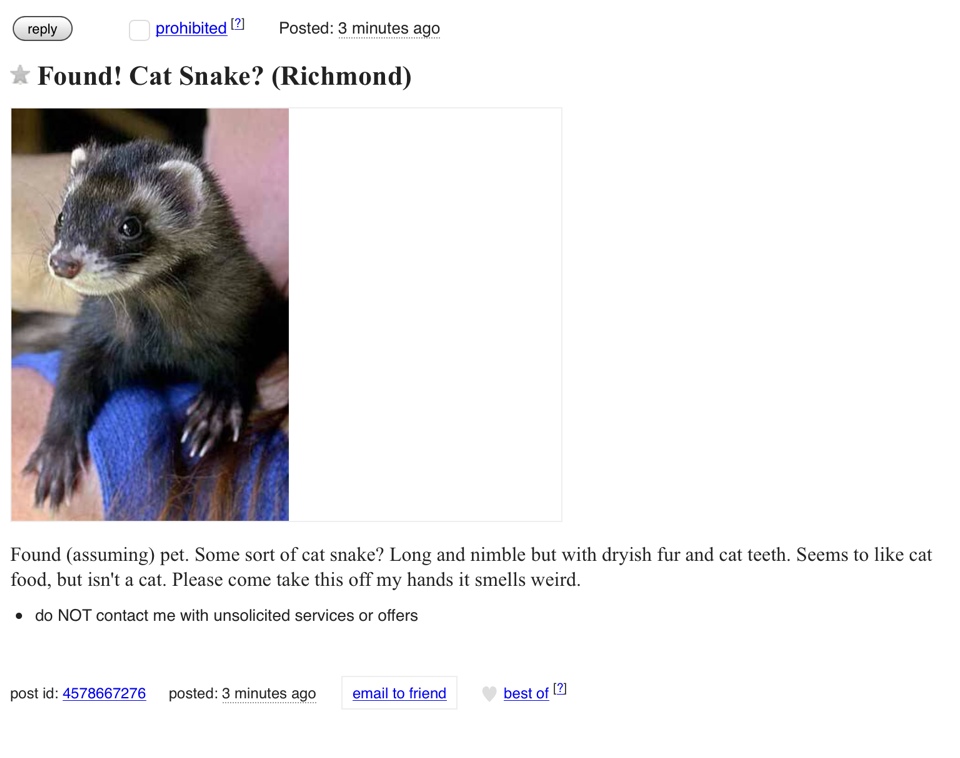 reply prohibited [?] Posted: 3 minutes ago
Found! Cat Snake? (Richmond)
Found (assuming) pet. Some sort of cat snake? Long and nimble but with dryish fur and cat teeth. Seems to like cat
food, but isn't a cat. Please come take this off my hands it smells weird.
• do NOT contact me with unsolicited services or offers
post id: 4578667276 posted: 3 minutes ago email to friend best of [?]